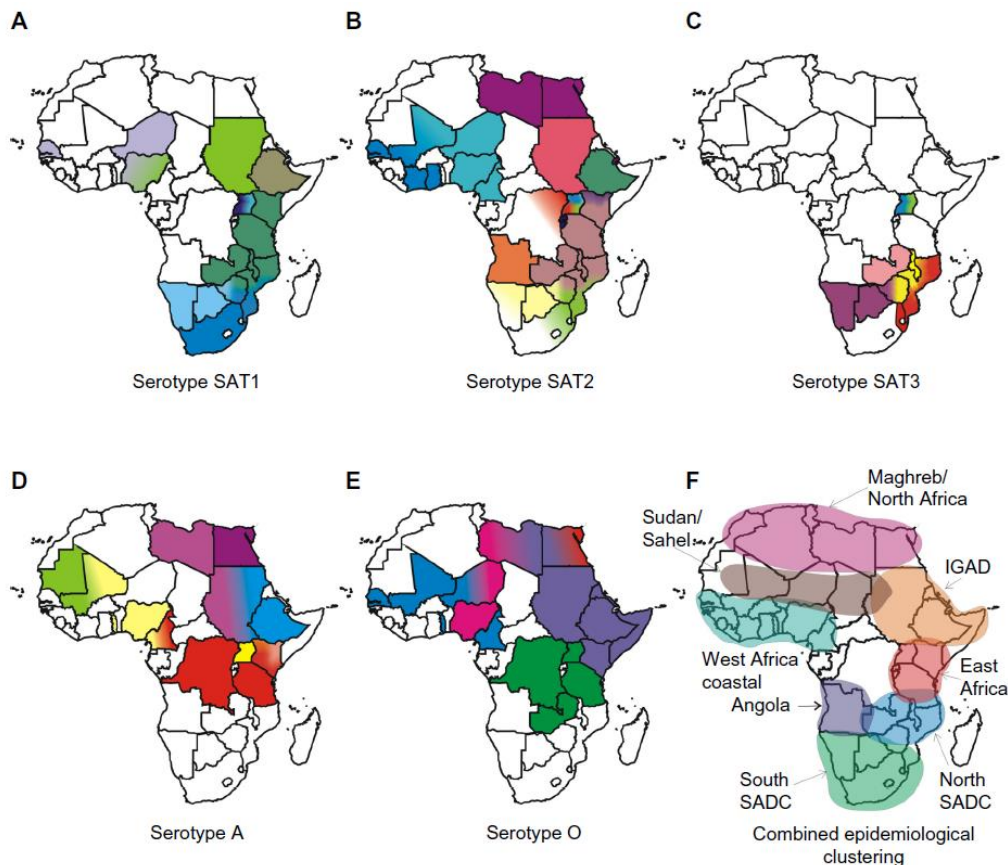 A
B
C
Serotype SAT1
Serotype SAT2
Serotype SAT3
D
E
F
Maghreb/
North Africa
Sudan/
Sahel
IGAD
West Africa
coastal
East
Africa
Angola
South
SADC
North
SADC
Serotype A
Serotype O
Combined epidemiological
clustering